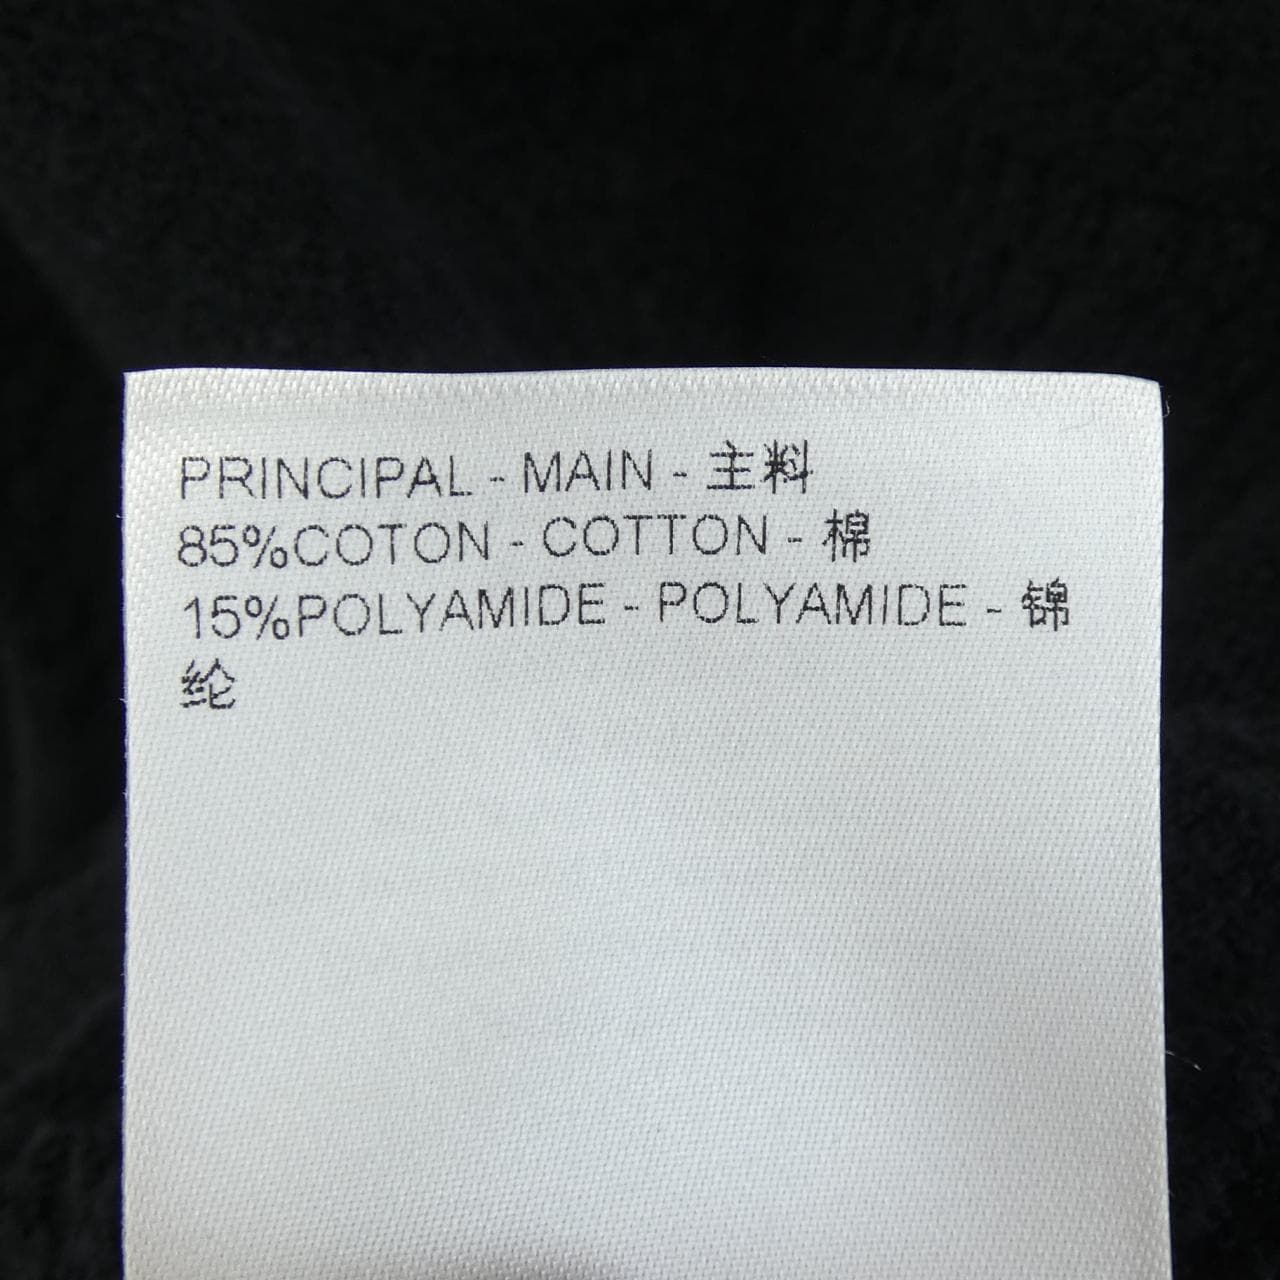 PRINCIPAL - MAIN - 主料
85%COTON - COTTON - 棉
15%POLYAMIDE - POLYAMIDE - 锦
纶